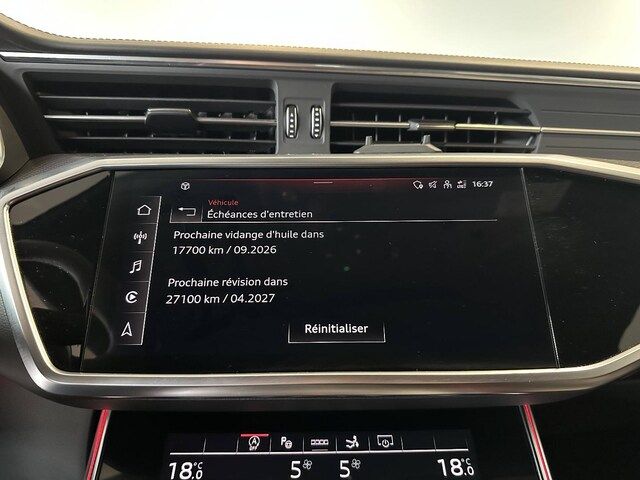 16:37
Véhicule
Échéances d'entretien
Prochaine vidange d'huile dans
17700 km / 09.2026
Prochaine révision dans
27100 km / 04.2027
Réinitialiser
A
OFF
P
18.0 °C 5 5 18.0 °C